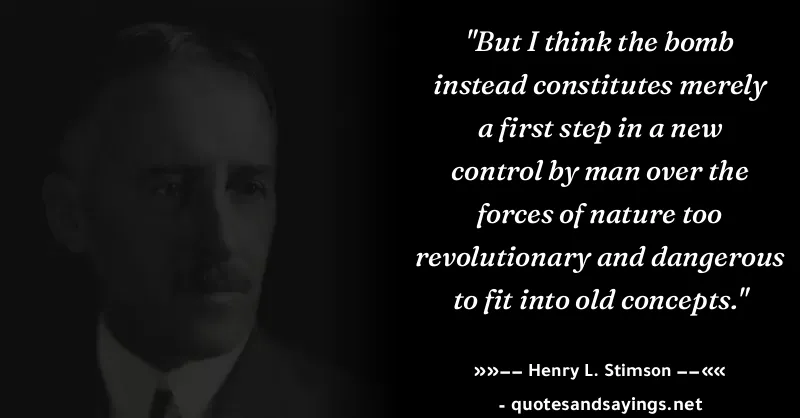 "But I think the bomb
instead constitutes merely
a first step in a new
control by man over the
forces of nature too
revolutionary and dangerous
to fit into old concepts."
»»−− Henry L. Stimson −−««
- quotesandsayings.net